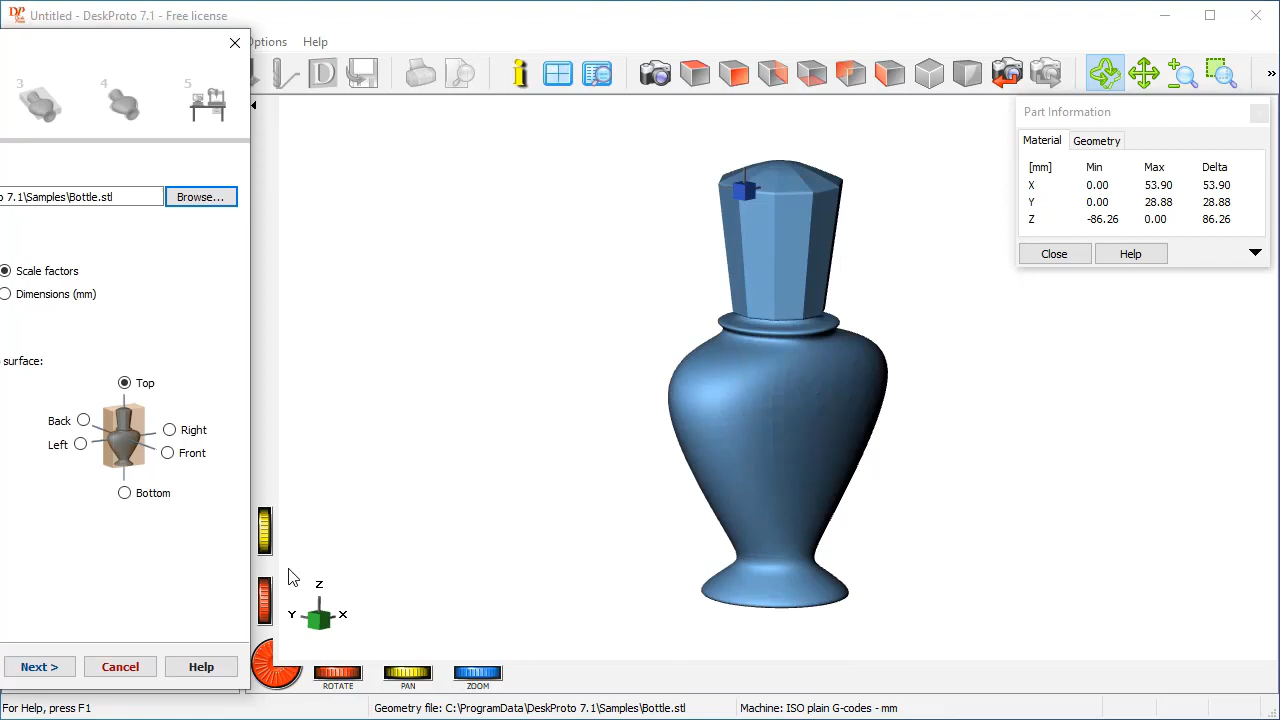 Untitled - DeskProto 7.1 - Free license
Options Help
3 4 5
D
»
o 7.1\Samples\Bottle.stl
Browse...
Scale factors
Dimensions (mm)
surface:
Top
Back
Right
Left
Front
Bottom
Next >
Cancel
Help
Part Information
Material
Geometry
[mm] Min Max Delta
X 0.00 53.90 53.90
Y 0.00 28.88 28.88
Z -86.26 0.00 86.26
Close
Help
Z
Y X
ROTATE PAN ZOOM
For Help, press F1
Geometry file: C:\ProgramData\DeskProto 7.1\Samples\Bottle.stl
Machine: ISO plain G-codes - mm